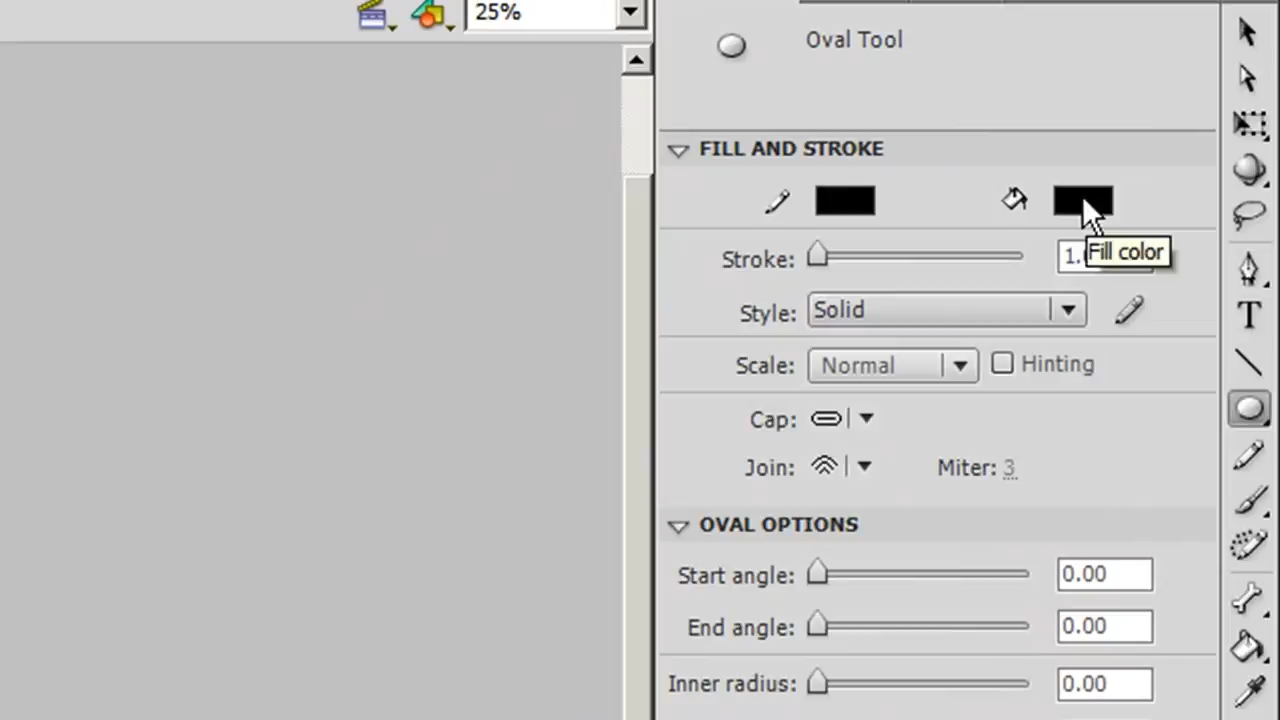 25%
Oval Tool
FILL AND STROKE
Stroke: 1.
Fill color
Style: Solid
Scale: Normal Hinting
Cap:
Join: Miter: 3
OVAL OPTIONS
Start angle: 0.00
End angle: 0.00
Inner radius: 0.00